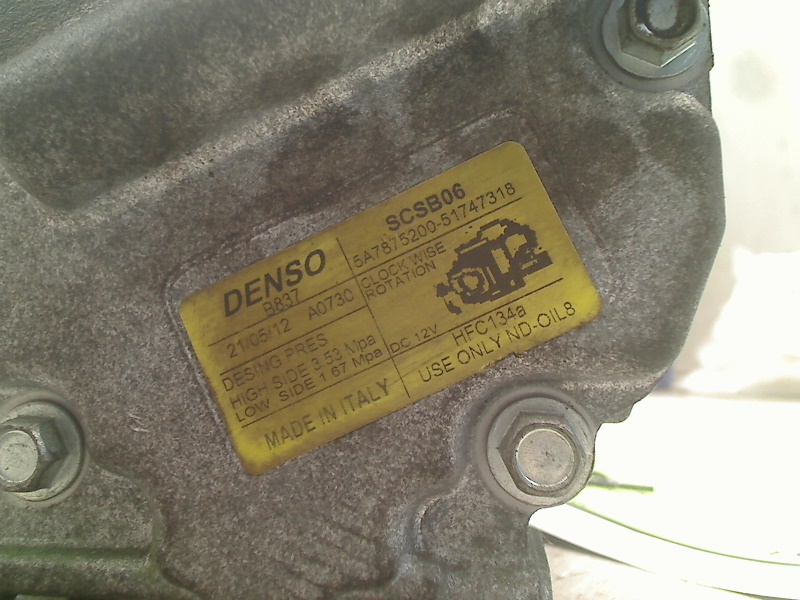 DENSO
B837
21/05/12 A0730
DESING PRES
HIGH SIDE 3.53 Mpa
LOW SIDE 1.67 Mpa
MADE IN ITALY
SCSB06
5A7875200-51747318
CLOCK WISE
ROTATION
DC 12V
HFC134a
USE ONLY ND-OIL8